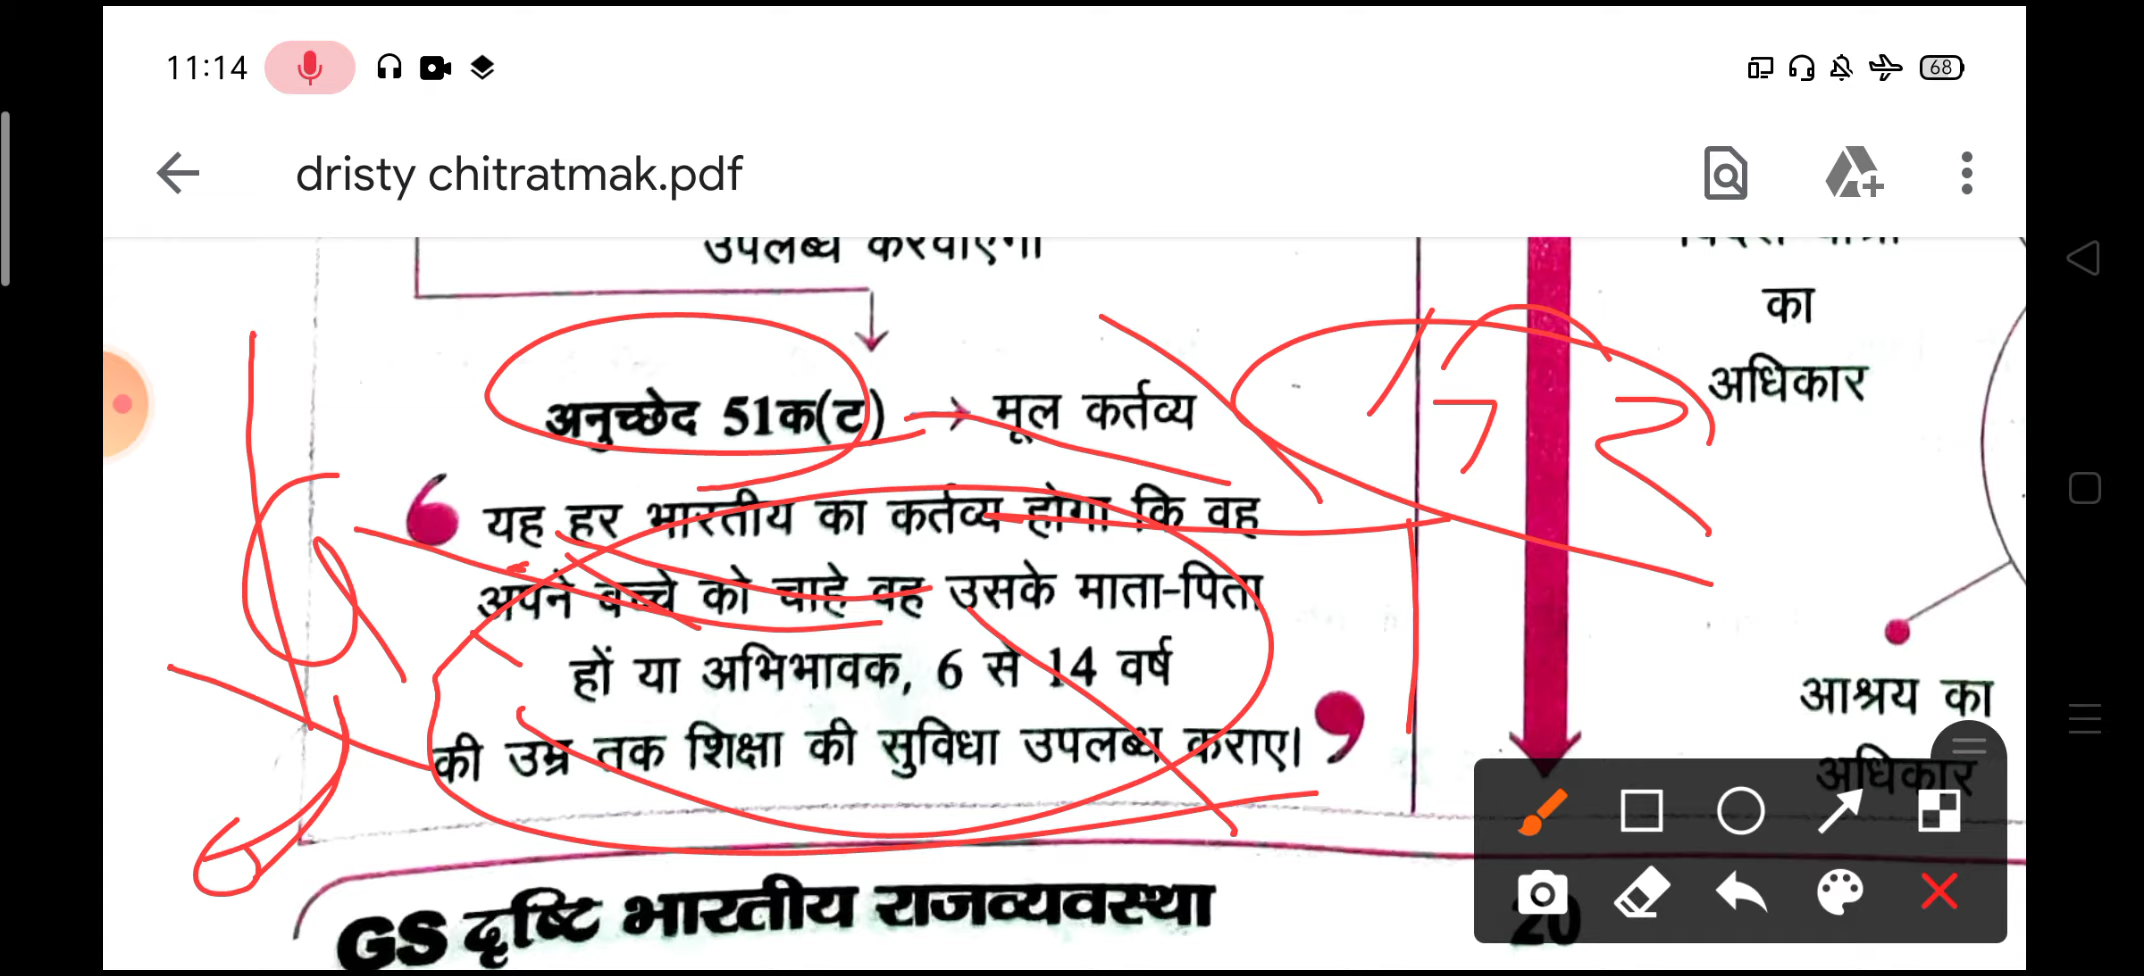 11:14
68
dristy chitratmak.pdf
उपलब्ध करवाएगा
का
अधिकार
अनुच्छेद 51क(ट) → मूल कर्तव्य
यह हर भारतीय का कर्तव्य होगा कि वह
अपने बच्चे को चाहे वह उसके माता-पिता
हों या अभिभावक, 6 से 14 वर्ष
की उम्र तक शिक्षा की सुविधा उपलब्ध कराए।
आश्रय का
अधिकार
GS दृष्टि भारतीय राजव्यवस्था
20